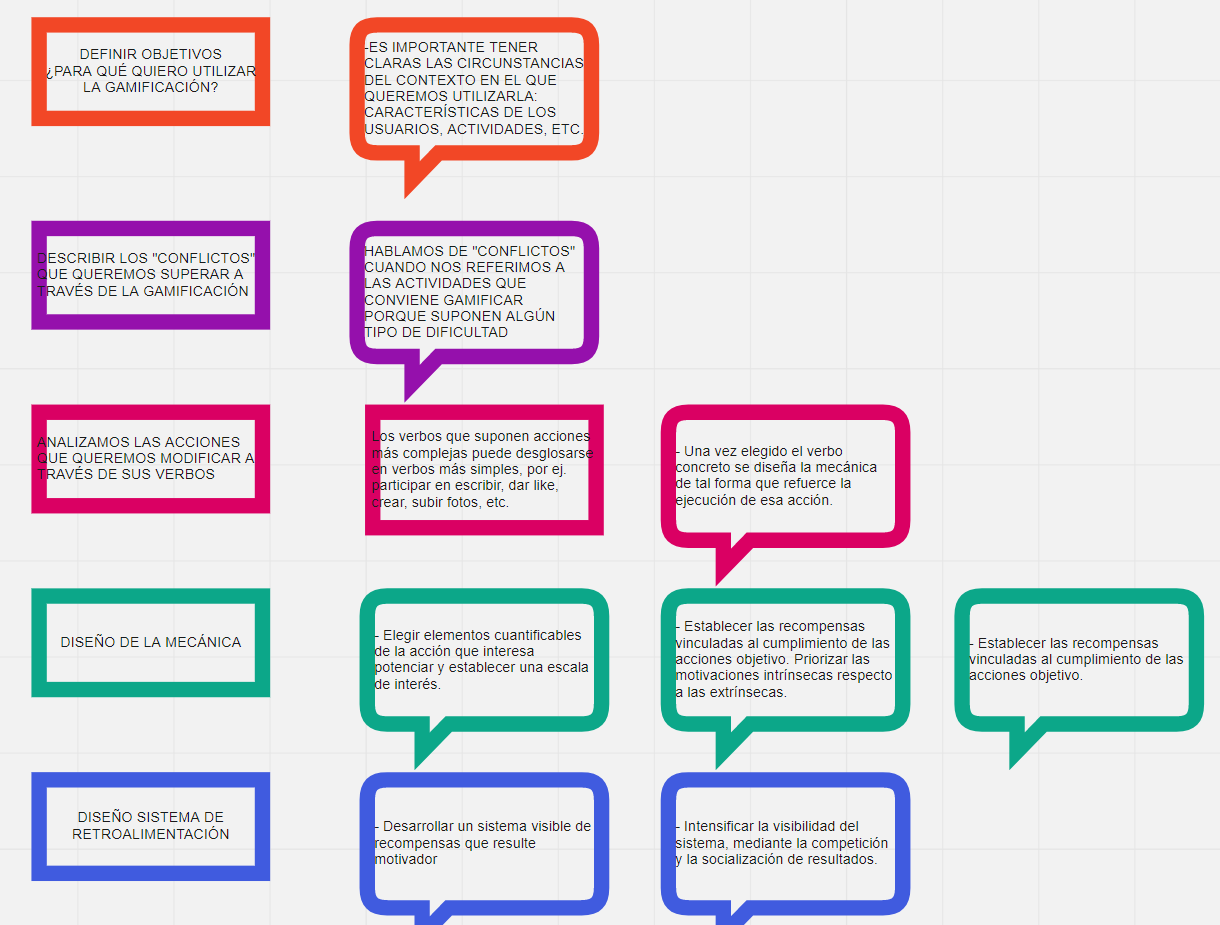 DEFINIR OBJETIVOS
¿PARA QUÉ QUIERO UTILIZAR
LA GAMIFICACIÓN?
-ES IMPORTANTE TENER
CLARAS LAS CIRCUNSTANCIAS
DEL CONTEXTO EN EL QUE
QUEREMOS UTILIZARLA:
CARACTERÍSTICAS DE LOS
USUARIOS, ACTIVIDADES, ETC.
DESCRIBIR LOS "CONFLICTOS"
QUE QUEREMOS SUPERAR A
TRAVÉS DE LA GAMIFICACIÓN
HABLAMOS DE "CONFLICTOS"
CUANDO NOS REFERIMOS A
LAS ACTIVIDADES QUE
CONVIENE GAMIFICAR
PORQUE SUPONEN ALGÚN
TIPO DE DIFICULTAD
ANALIZAMOS LAS ACCIONES
QUE QUEREMOS MODIFICAR A
TRAVÉS DE SUS VERBOS
Los verbos que suponen acciones
más complejas puede desglosarse
en verbos más simples, por ej.
participar en escribir, dar like,
crear, subir fotos, etc.
- Una vez elegido el verbo
concreto se diseña la mecánica
de tal forma que refuerce la
ejecución de esa acción.
DISEÑO DE LA MECÁNICA
- Elegir elementos cuantificables
de la acción que interesa
potenciar y establecer una escala
de interés.
- Establecer las recompensas
vinculadas al cumplimiento de las
acciones objetivo. Priorizar las
motivaciones intrínsecas respecto
a las extrínsecas.
- Establecer las recompensas
vinculadas al cumplimiento de las
acciones objetivo.
DISEÑO SISTEMA DE
RETROALIMENTACIÓN
- Desarrollar un sistema visible de
recompensas que resulte
motivador
- Intensificar la visibilidad del
sistema, mediante la competición
y la socialización de resultados.